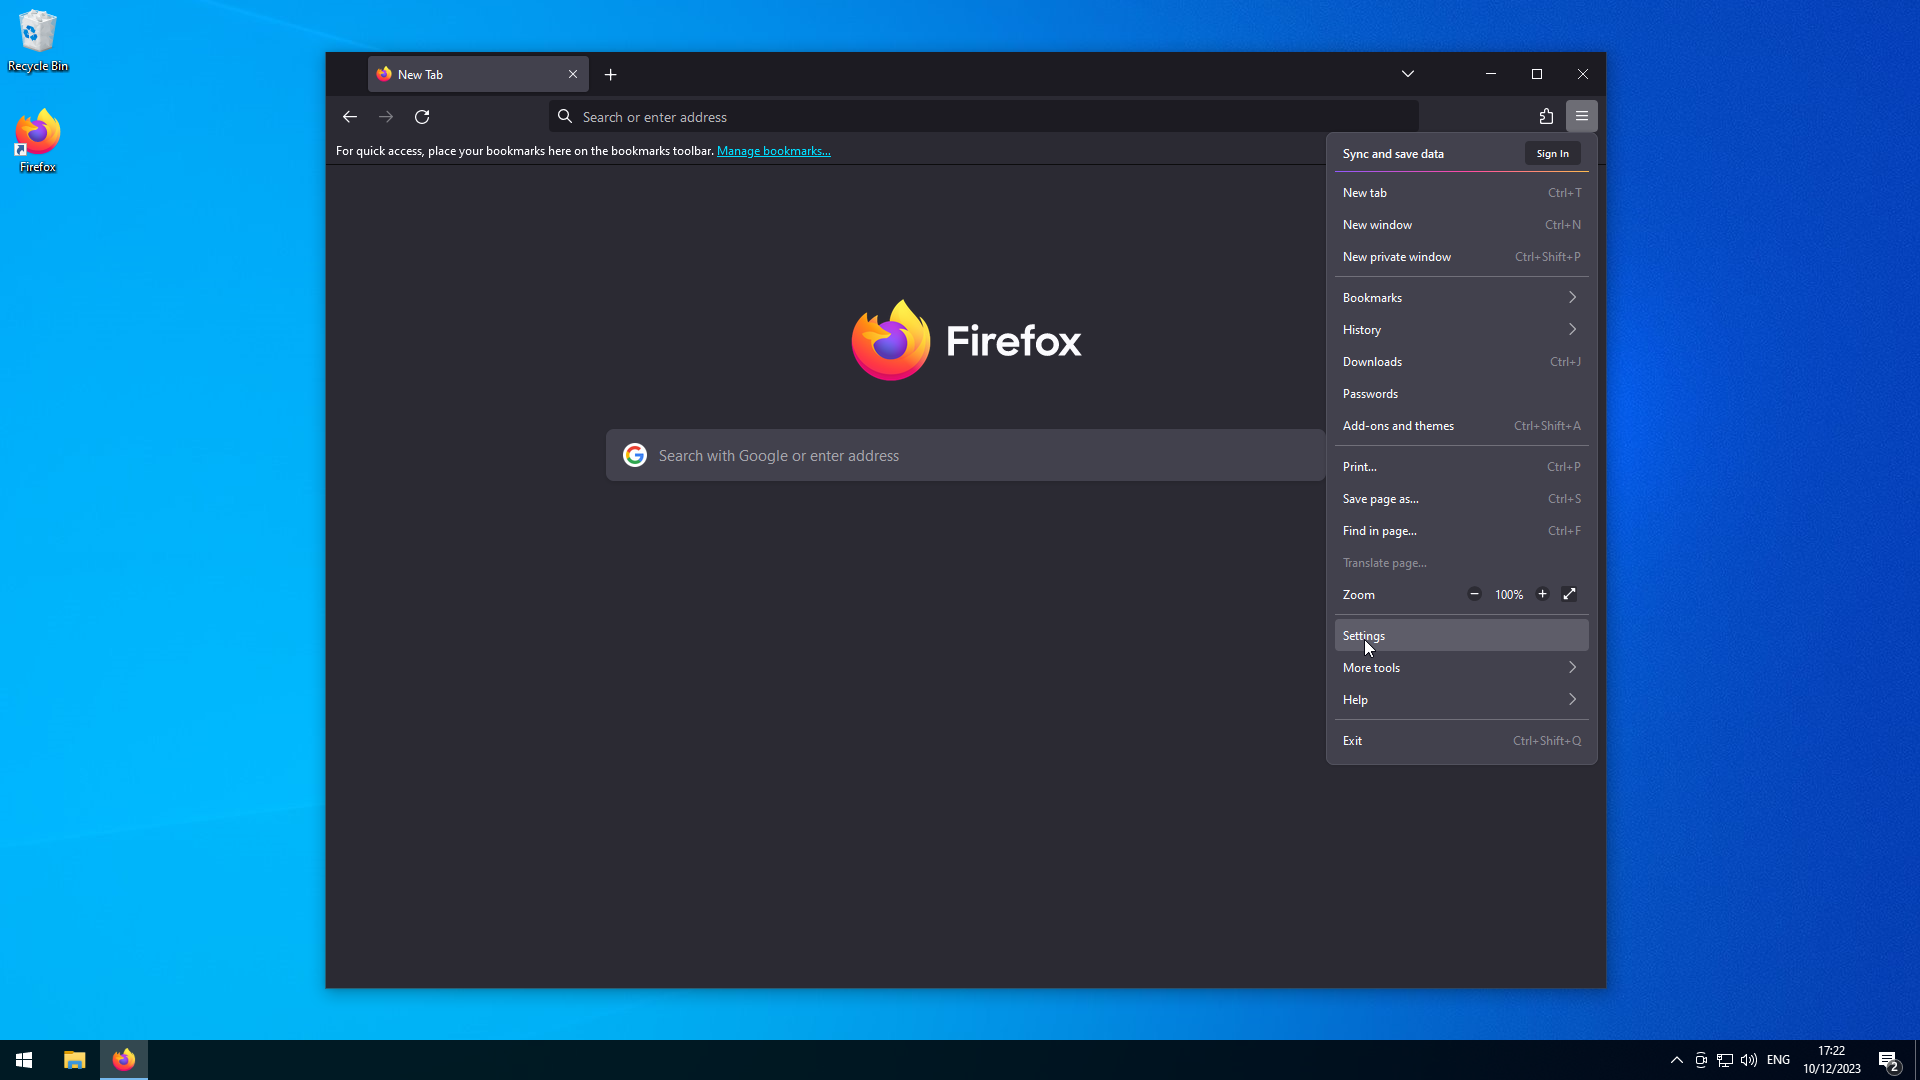 Recycle Bin
Firefox
New Tab
Search or enter address
For quick access, place your bookmarks here on the bookmarks toolbar. Manage bookmarks...
Firefox
Search with Google or enter address
Sync and save data Sign In
New tab Ctrl+T
New window Ctrl+N
New private window Ctrl+Shift+P
Bookmarks
History
Downloads Ctrl+J
Passwords
Add-ons and themes Ctrl+Shift+A
Print... Ctrl+P
Save page as... Ctrl+S
Find in page... Ctrl+F
Translate page...
Zoom 100%
Settings
More tools
Help
Exit Ctrl+Shift+Q
ENG
17:22
10/12/2023
2